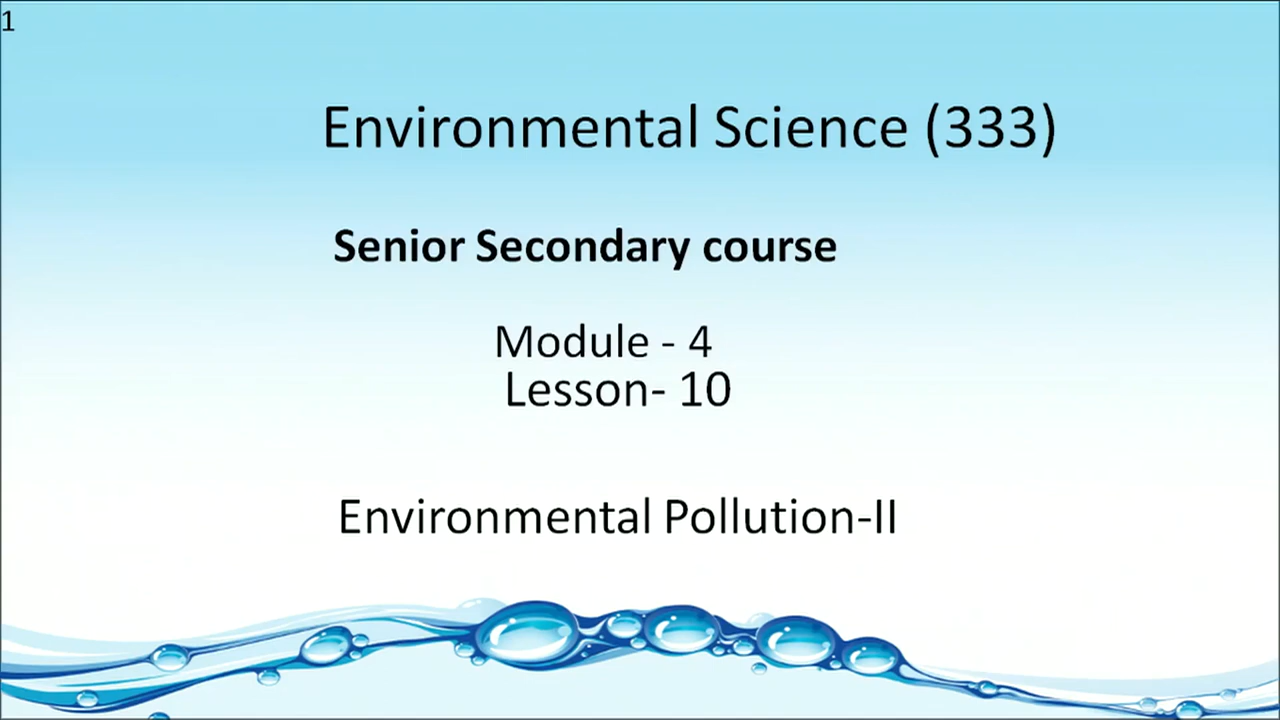 1
Environmental Science (333)
Senior Secondary course
Module - 4
Lesson- 10
Environmental Pollution-II